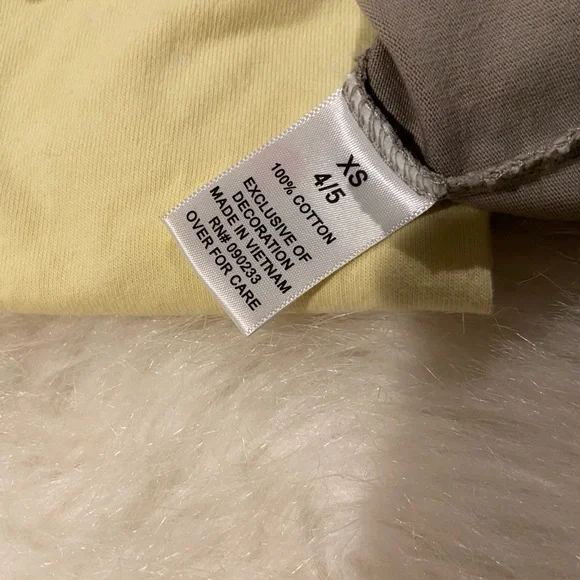 XS
4/5
100% COTTON
EXCLUSIVE OF
DECORATION
MADE IN VIETNAM
RN# 090233
OVER FOR CARE